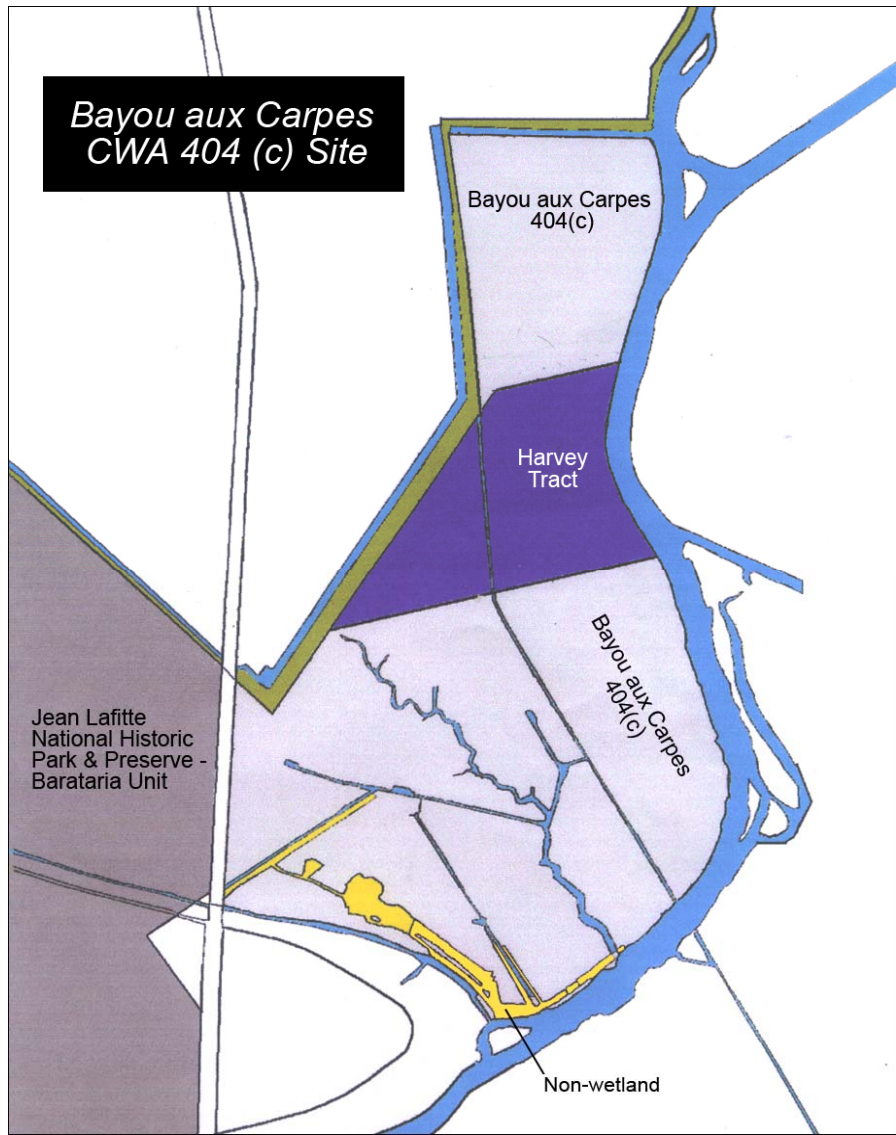 Bayou aux Carpes
CWA 404 (c) Site
Bayou aux Carpes
404(c)
Harvey
Tract
Bayou aux Carpes
404(c)
Jean Lafitte
National Historic
Park & Preserve -
Barataria Unit
Non-wetland